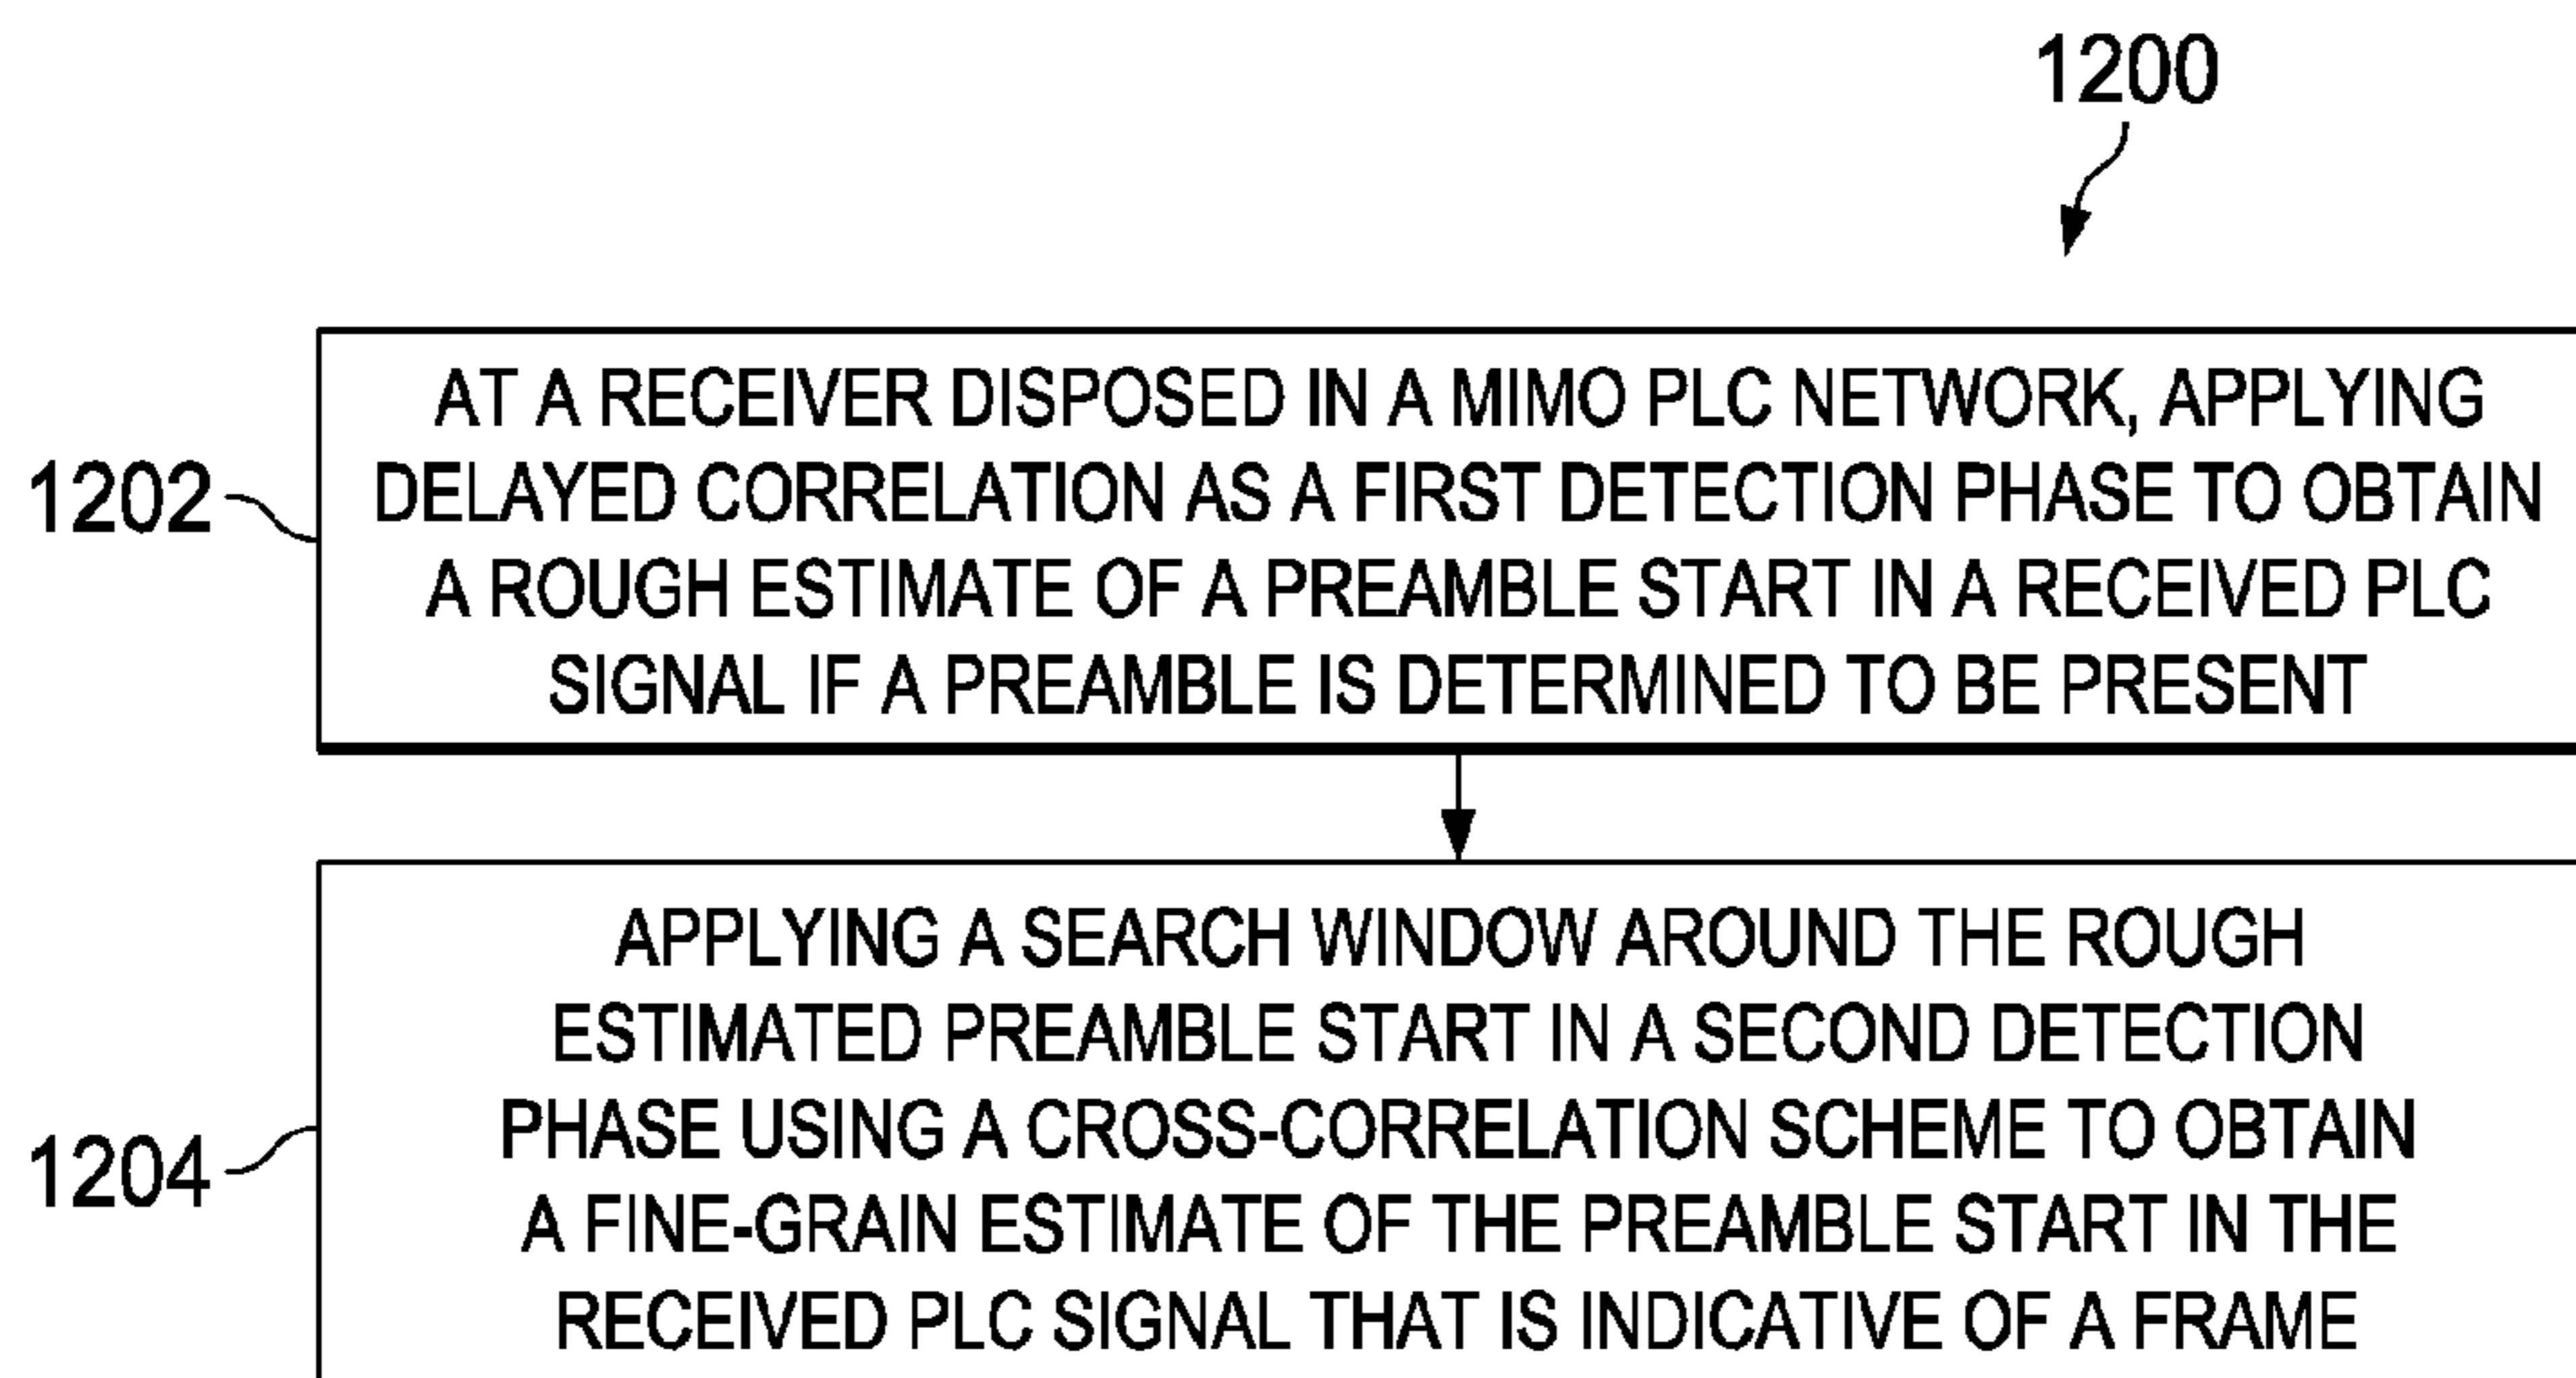 1200
1202
AT A RECEIVER DISPOSED IN A MIMO PLC NETWORK, APPLYING
DELAYED CORRELATION AS A FIRST DETECTION PHASE TO OBTAIN
A ROUGH ESTIMATE OF A PREAMBLE START IN A RECEIVED PLC
SIGNAL IF A PREAMBLE IS DETERMINED TO BE PRESENT
1204
APPLYING A SEARCH WINDOW AROUND THE ROUGH
ESTIMATED PREAMBLE START IN A SECOND DETECTION
PHASE USING A CROSS-CORRELATION SCHEME TO OBTAIN
A FINE-GRAIN ESTIMATE OF THE PREAMBLE START IN THE
RECEIVED PLC SIGNAL THAT IS INDICATIVE OF A FRAME